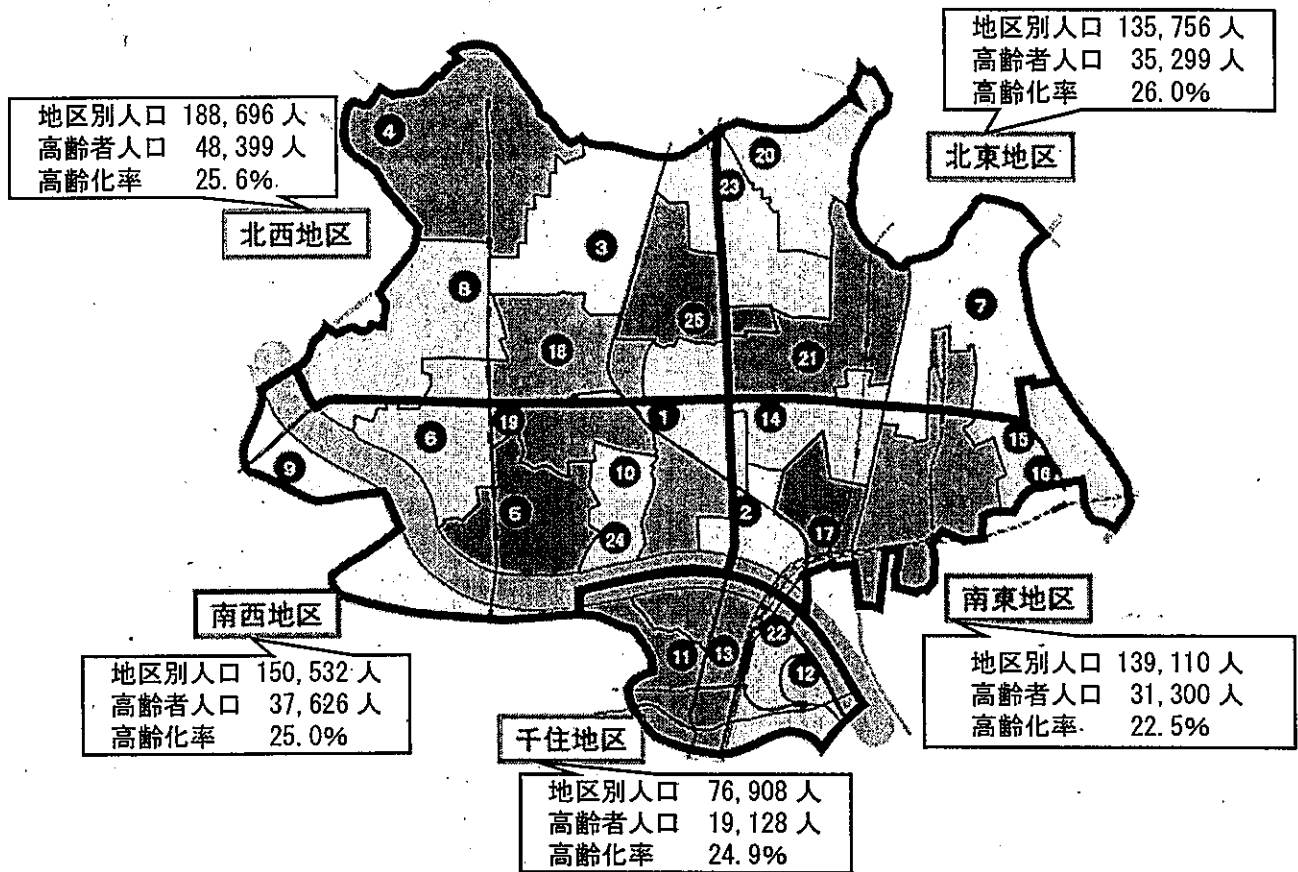 地区別人口 135,756 人
高齢者人口 35,299 人
高齢化率 26.0%
北東地区
地区別人口 188,696 人
高齢者人口 48,399 人
高齢化率 25.6%
北西地区
4
20
23
3
8
7
25
18
21
19
1
14
6
15
9
10
16
5
2
17
24
南西地区
地区別人口 150,532 人
高齢者人口 37,626 人
高齢化率 25.0%
南東地区
地区別人口 139,110 人
高齢者人口 31,300 人
高齢化率 22.5%
22
11
13
12
千住地区
地区別人口 76,908 人
高齢者人口 19,128 人
高齢化率 24.9%